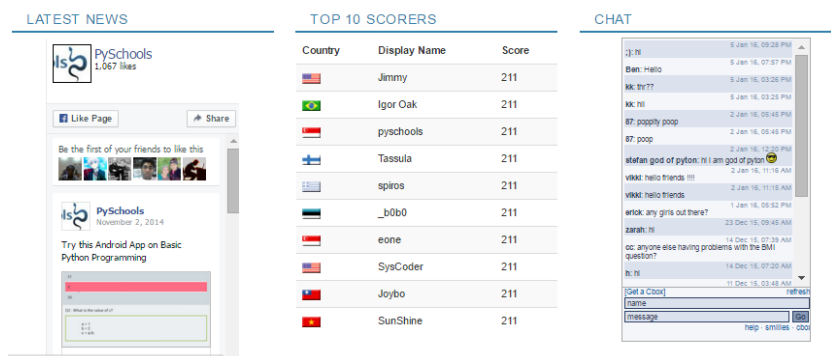 LATEST NEWS
PySchools
1,067 likes
Like Page
Share
Be the first of your friends to like this
PySchools
November 2, 2014
Try this Android App on Basic
Python Programming
TOP 10 SCORERS
Country Display Name Score
Jimmy 211
Igor Oak 211
pyschools 211
Tassula 211
spiros 211
_b0b0 211
eone 211
SysCoder 211
Joybo 211
SunShine 211
CHAT
5 Jan 16, 09:28 PM
;): hi
5 Jan 16, 07:57 PM
Ben: Hello
5 Jan 16, 03:26 PM
kk: thr??
5 Jan 16, 03:25 PM
kk: hii
2 Jan 16, 05:45 PM
87: poppity poop
2 Jan 16, 05:45 PM
87: poop
2 Jan 16, 12:20 PM
stefan god of pyton: hi I am god of pyton
2 Jan 16, 11:16 AM
vikki: hello friends !!!!
2 Jan 16, 11:15 AM
vikki: hello friends
1 Jan 16, 05:52 PM
erick: any girls out there?
23 Dec 15, 09:45 AM
zarah: hi
14 Dec 15, 07:39 AM
cc: anyone else having problems with the BMI
question?
14 Dec 15, 07:20 AM
h: hi
11 Dec 15, 03:48 AM
[Get a Cbox] refresh
name
message Go
help · smilies · cbox